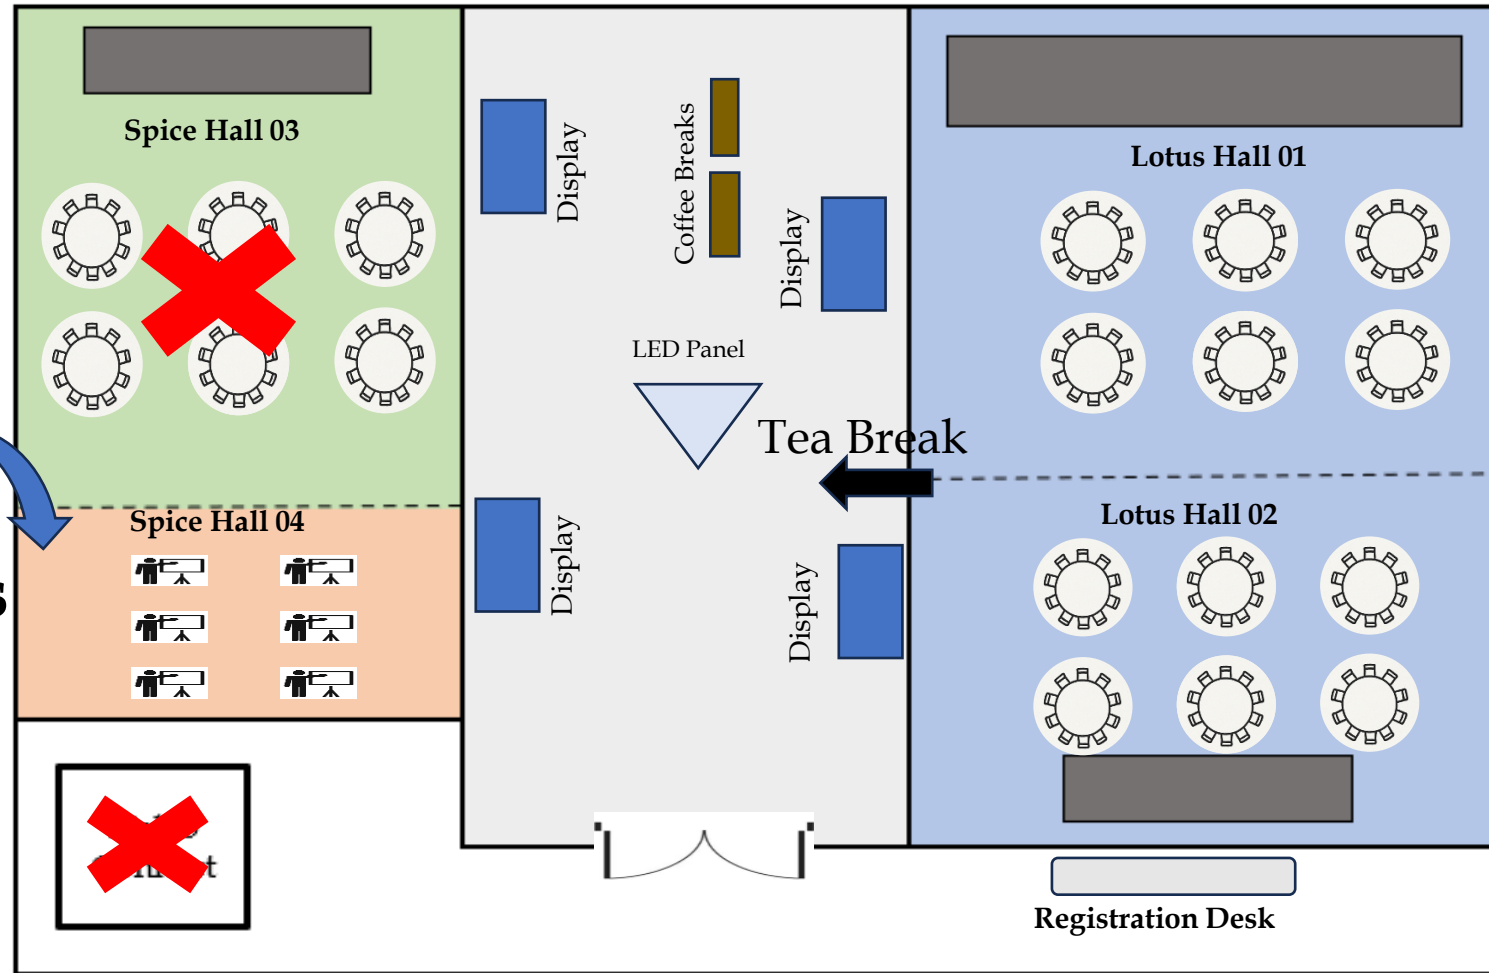 Spice Hall 03
Display
Coffee Breaks
Display
Lotus Hall 01
LED Panel
Tea Break
Spice Hall 04
Display
Display
Lotus Hall 02
s
Registration Desk